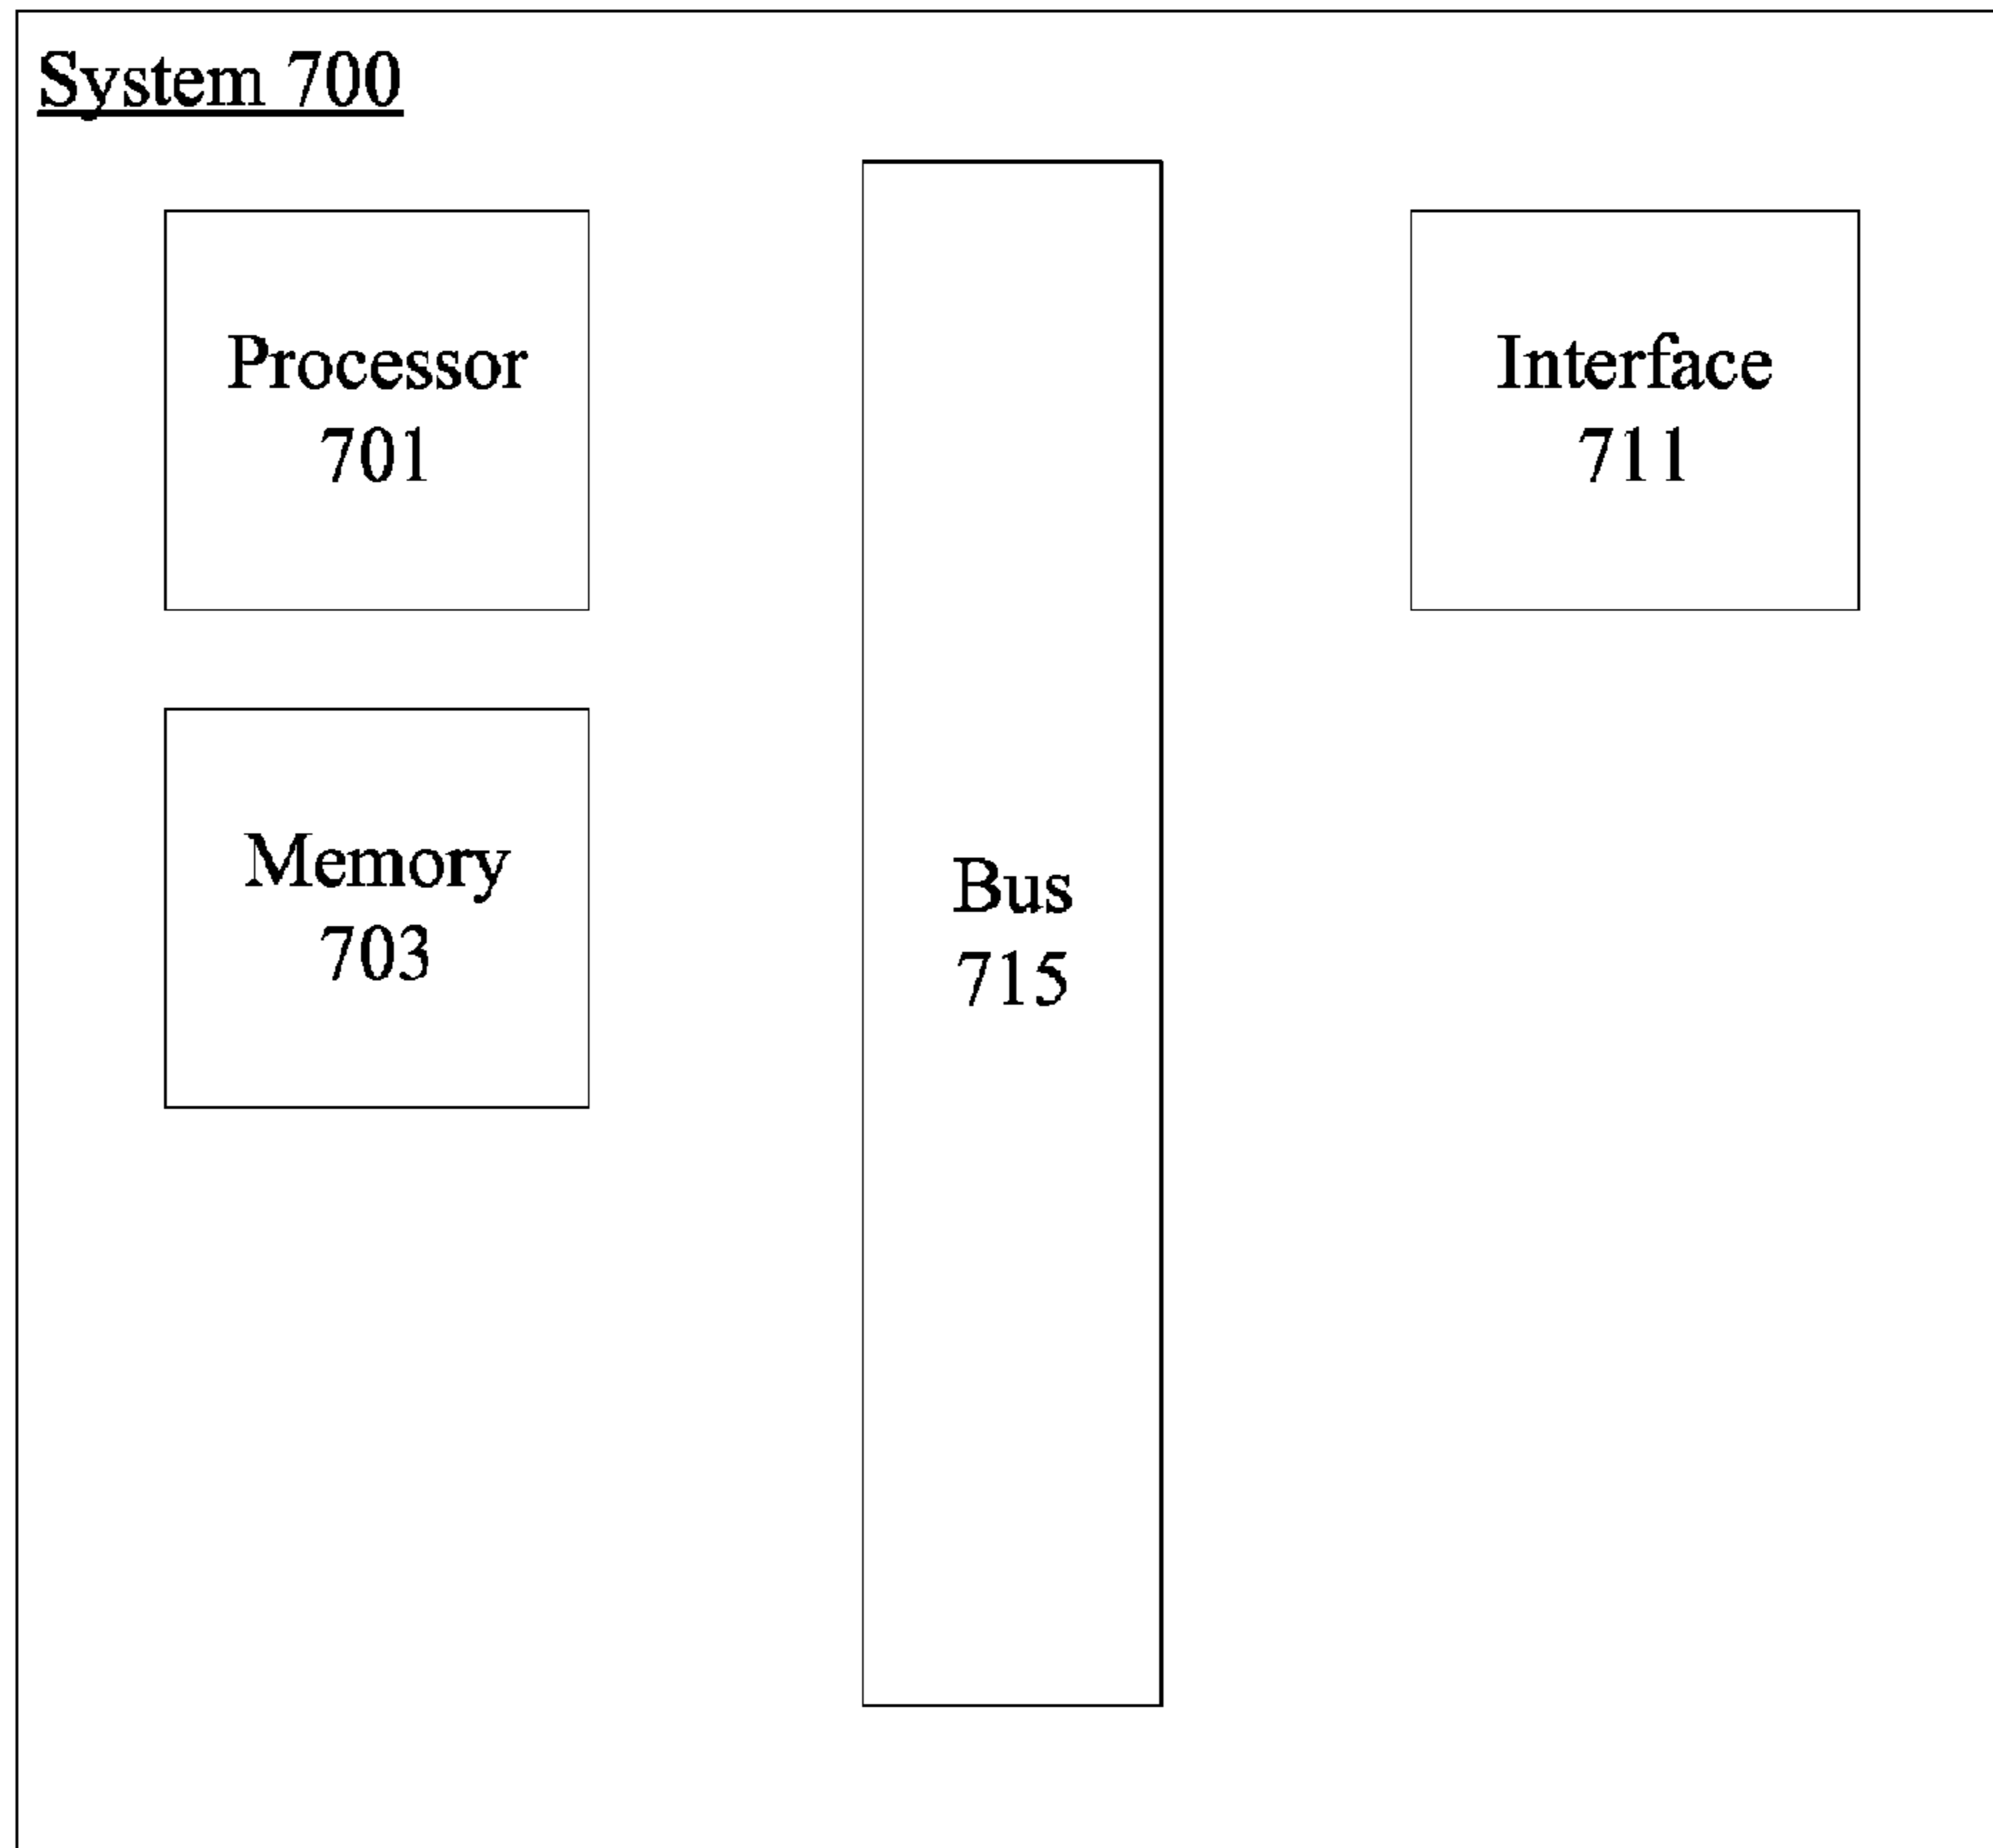 System 700
Processor
701
Interface
711
Memory
703
Bus
715